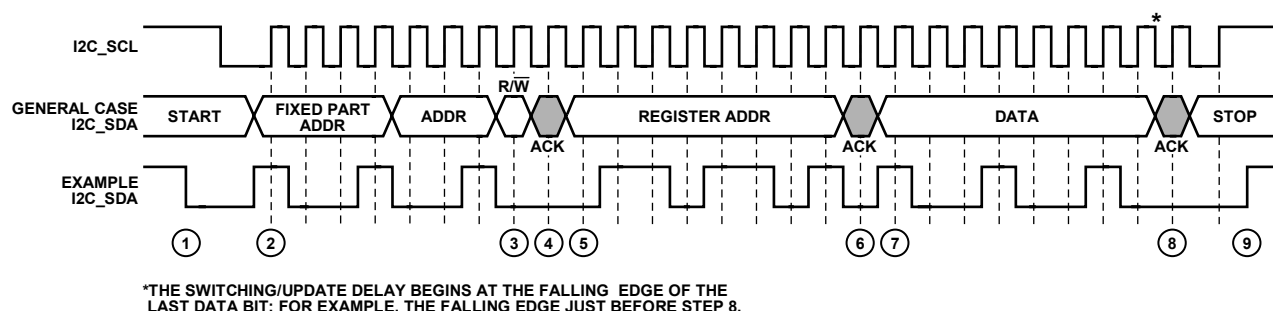 *
I2C_SCL
R/W
GENERAL CASE
I2C_SDA
START
FIXED PART
ADDR
ADDR
REGISTER ADDR
DATA
STOP
ACK
ACK
ACK
EXAMPLE
I2C_SDA
1
2
3
4
5
6
7
8
9
*THE SWITCHING/UPDATE DELAY BEGINS AT THE FALLING EDGE OF THE
LAST DATA BIT; FOR EXAMPLE, THE FALLING EDGE JUST BEFORE STEP 8.